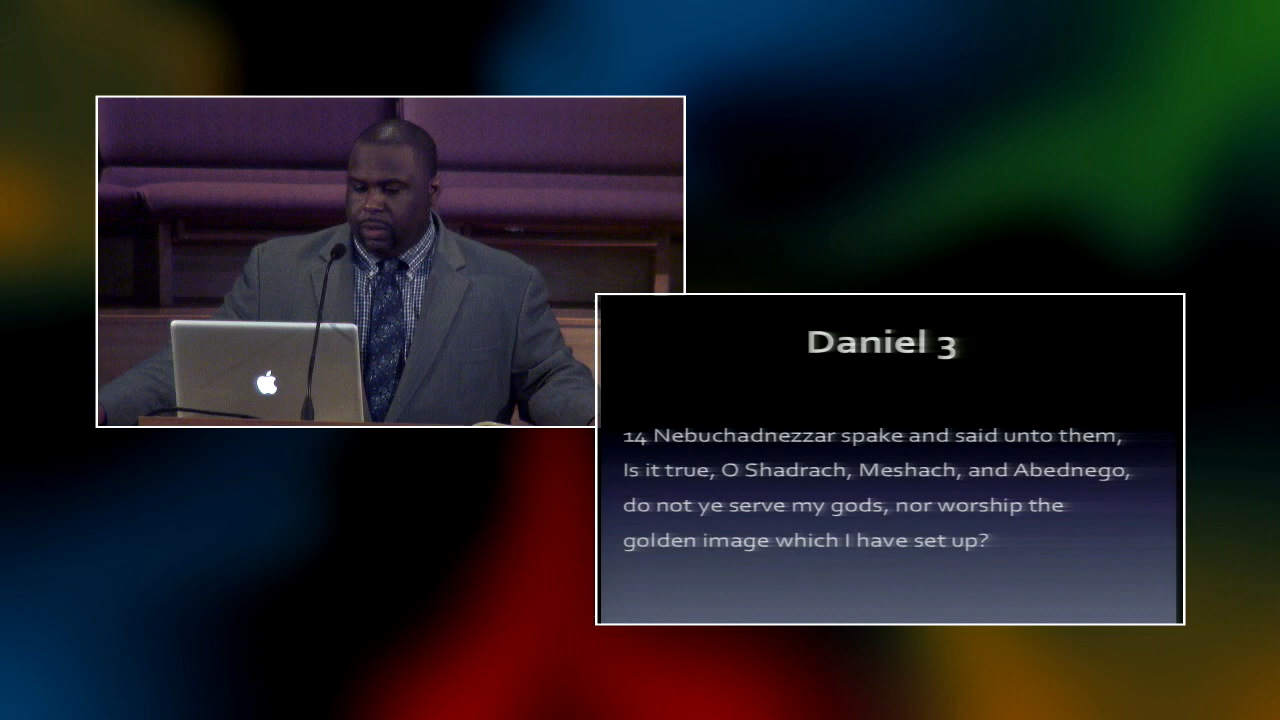 Daniel 3
14 Nebuchadnezzar spake and said unto them,
Is it true, O Shadrach, Meshach, and Abednego,
do not ye serve my gods, nor worship the
golden image which I have set up?